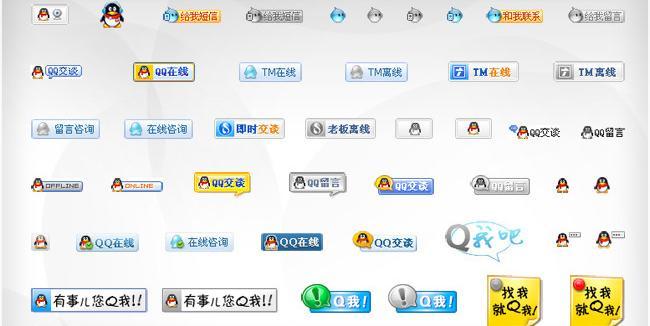 给我短信
给我短信
和我联系
给我留言
QQ交谈
QQ在线
TM在线
TM离线
TM在线
TM离线
留言咨询
在线咨询
即时交谈
老板离线
QQ交谈
QQ留言
OFFLINE
ONLINE
QQ交谈
QQ留言
QQ交谈
QQ留言
QQ在线
在线咨询
QQ在线
QQ交谈
Q我吧
有事儿您Q我!!
有事儿您Q我!!
Q我!
Q我!
找我
就Q我!
找我
就Q我!